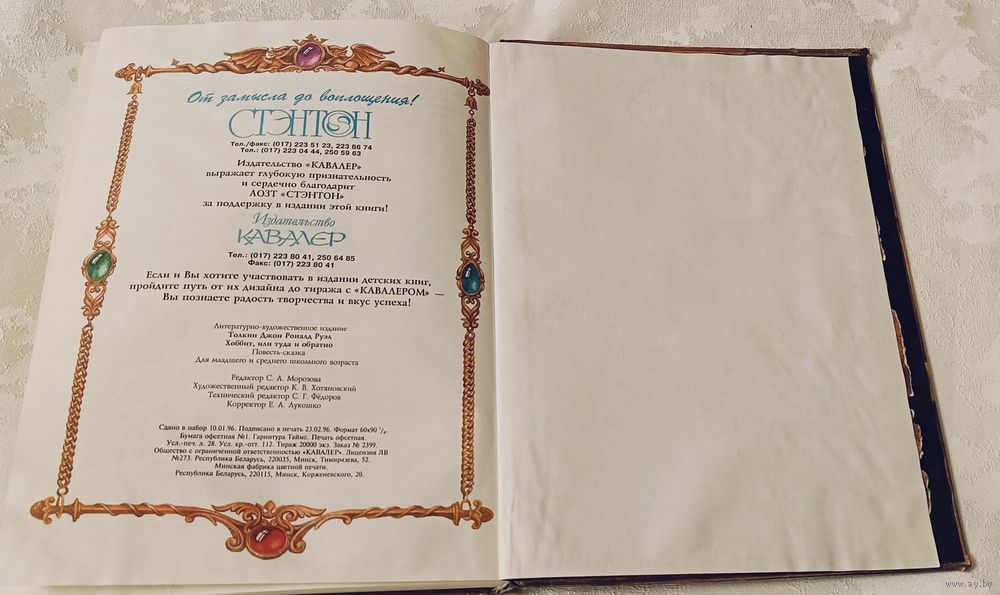 От замысла до воплощения!
СТЭНТОН
Тел./факс: (017) 223 51 23, 223 86 74
Тел.: (017) 223 04 44, 250 59 63
Издательство «КАВАЛЕР»
выражает глубокую признательность
и сердечно благодарит
АОЗТ «СТЭНТОН»
за поддержку в издании этой книги!
Издательство
КАВАЛЕР
Тел.: (017) 223 80 41, 250 64 85
Факс: (017) 223 80 41
Если и Вы хотите участвовать в издании детских книг,
пройдите путь от их дизайна до тиража с «КАВАЛЕРОМ» —
Вы познаете радость творчества и вкус успеха!
Литературно-художественное издание
Толкин Джон Роналд Руэл
Хоббит, или туда и обратно
Повесть-сказка
Для младшего и среднего школьного возраста
Редактор С. А. Морозова
Художественный редактор К. В. Хотяновский
Технический редактор С. Г. Фёдоров
Корректор Е. А. Лукошко
Сдано в набор 10.01.96. Подписано в печать 23.02.96. Формат 60х90 ¹/₈.
Бумага офсетная №1. Гарнитура Таймс. Печать офсетная.
Усл.-печ. л. 28. Усл. кр.-отт. 112. Тираж 20000 экз. Заказ № 2399.
Общество с ограниченной ответственностью «КАВАЛЕР». Лицензия ЛВ
№273. Республика Беларусь, 220035, Минск, Тимирязева, 52.
Минская фабрика цветной печати.
Республика Беларусь, 220115, Минск, Корженевского, 20.
www.ay.by